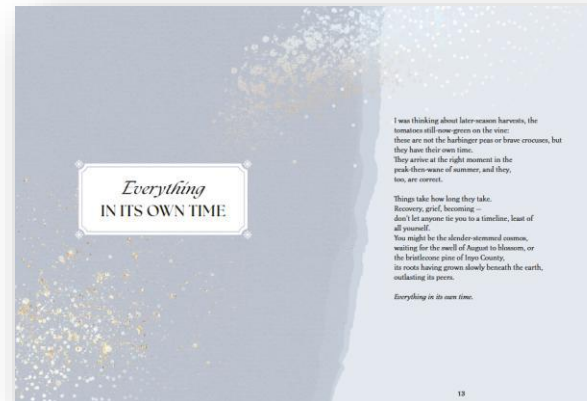 Everything
IN ITS OWN TIME
I was thinking about later-season harvests, the
tomatoes still-now-green on the vine:
these are not the harbinger peas or brave crocuses, but
they have their own time.
They arrive at the right moment in the
peak-then-wane of summer, and they,
too, are correct.
Things take how long they take.
Recovery, grief, becoming —
don't let anyone tie you to a timeline, least of
all yourself.
You might be the slender-stemmed cosmos,
waiting for the swell of August to blossom, or
the bristlecone pine of Inyo County,
its roots having grown slowly beneath the earth,
outlasting its peers.
Everything in its own time.
13